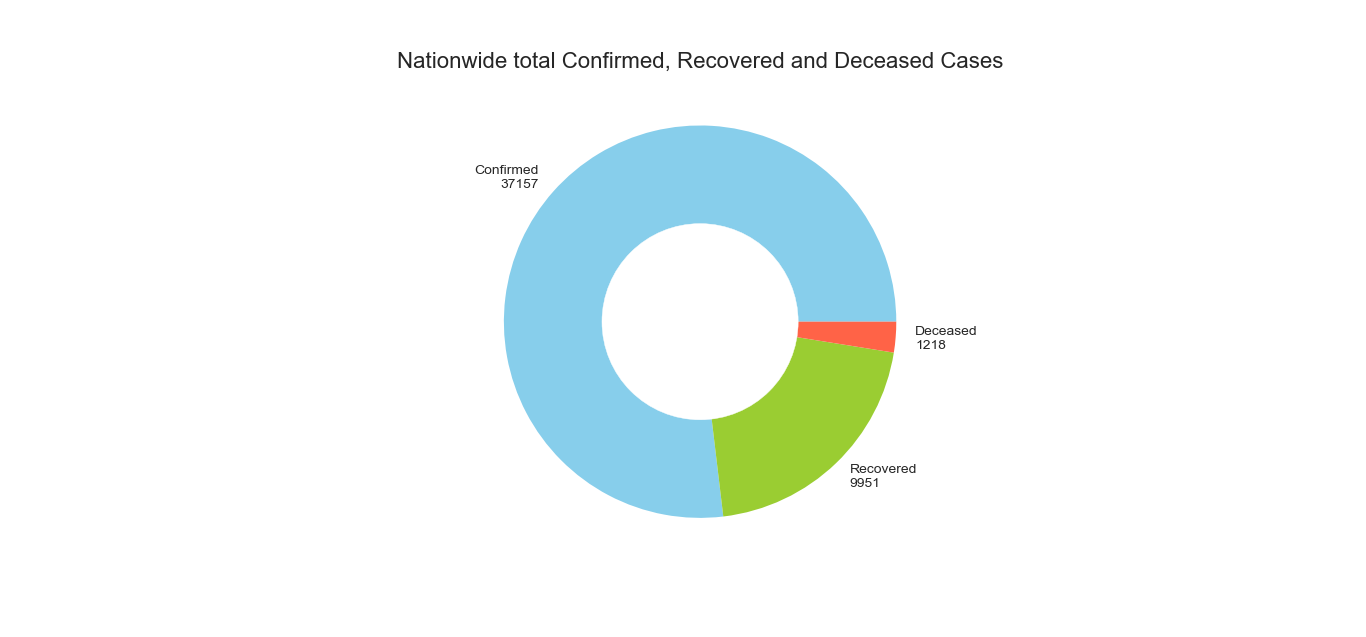 Nationwide total Confirmed, Recovered and Deceased Cases
Confirmed
37157
Deceased
1218
Recovered
9951